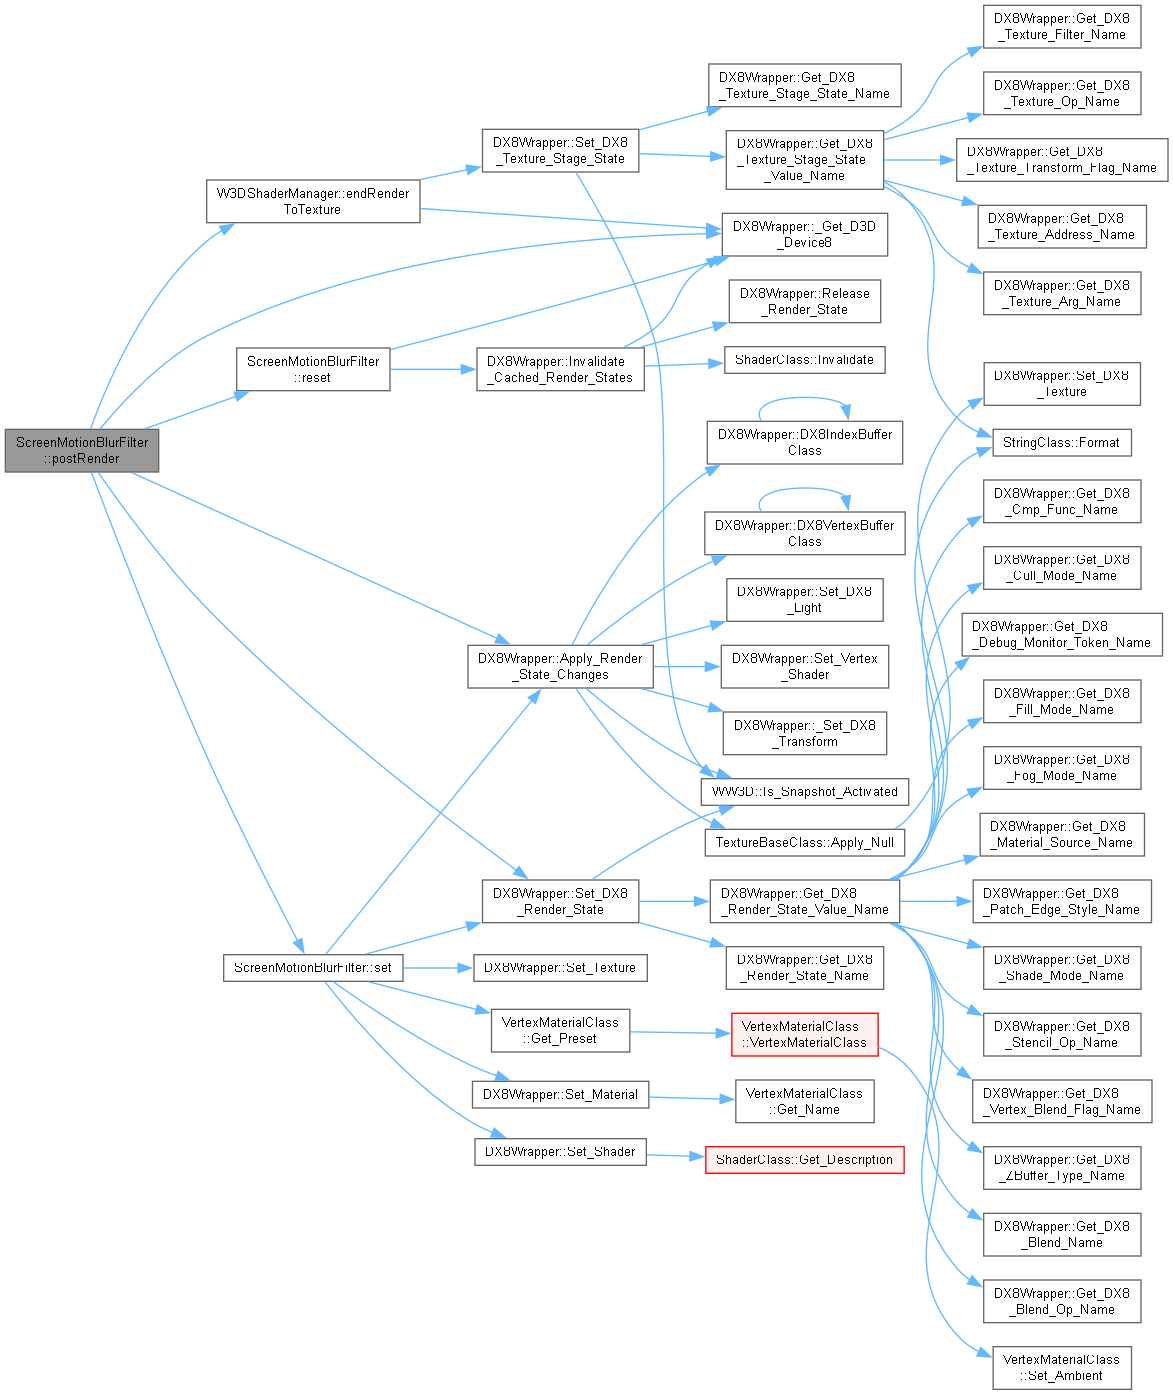 ScreenMotionBlurFilter
::postRender
W3DShaderManager::endRender
ToTexture
ScreenMotionBlurFilter
::reset
ScreenMotionBlurFilter::set
DX8Wrapper::Set_DX8
_Texture_Stage_State
DX8Wrapper::Invalidate
_Cached_Render_States
DX8Wrapper::Apply_Render
_State_Changes
DX8Wrapper::Set_DX8
_Render_State
DX8Wrapper::Set_Texture
VertexMaterialClass
::Get_Preset
DX8Wrapper::Set_Material
DX8Wrapper::Set_Shader
DX8Wrapper::Get_DX8
_Texture_Stage_State_Name
DX8Wrapper::Get_DX8
_Texture_Stage_State
_Value_Name
DX8Wrapper::_Get_D3D
_Device8
DX8Wrapper::Release
_Render_State
ShaderClass::Invalidate
DX8Wrapper::DX8IndexBuffer
Class
DX8Wrapper::DX8VertexBuffer
Class
DX8Wrapper::Set_DX8
_Light
DX8Wrapper::Set_Vertex
_Shader
DX8Wrapper::_Set_DX8
_Transform
WW3D::Is_Snapshot_Activated
TextureBaseClass::Apply_Null
DX8Wrapper::Get_DX8
_Render_State_Value_Name
DX8Wrapper::Get_DX8
_Render_State_Name
VertexMaterialClass
::VertexMaterialClass
VertexMaterialClass
::Get_Name
ShaderClass::Get_Description
DX8Wrapper::Get_DX8
_Texture_Filter_Name
DX8Wrapper::Get_DX8
_Texture_Op_Name
DX8Wrapper::Get_DX8
_Texture_Transform_Flag_Name
DX8Wrapper::Get_DX8
_Texture_Address_Name
DX8Wrapper::Get_DX8
_Texture_Arg_Name
DX8Wrapper::Set_DX8
_Texture
StringClass::Format
DX8Wrapper::Get_DX8
_Cmp_Func_Name
DX8Wrapper::Get_DX8
_Cull_Mode_Name
DX8Wrapper::Get_DX8
_Debug_Monitor_Token_Name
DX8Wrapper::Get_DX8
_Fill_Mode_Name
DX8Wrapper::Get_DX8
_Fog_Mode_Name
DX8Wrapper::Get_DX8
_Material_Source_Name
DX8Wrapper::Get_DX8
_Patch_Edge_Style_Name
DX8Wrapper::Get_DX8
_Shade_Mode_Name
DX8Wrapper::Get_DX8
_Stencil_Op_Name
DX8Wrapper::Get_DX8
_Vertex_Blend_Flag_Name
DX8Wrapper::Get_DX8
_ZBuffer_Type_Name
DX8Wrapper::Get_DX8
_Blend_Name
DX8Wrapper::Get_DX8
_Blend_Op_Name
VertexMaterialClass
::Set_Ambient